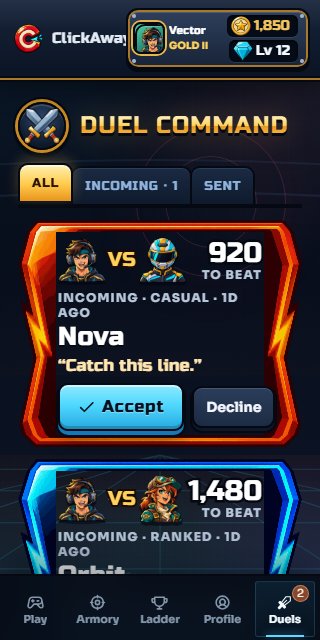 ClickAway
Vector
GOLD II
1,850
Lv 12
DUEL COMMAND
ALL
INCOMING · 1
SENT
VS
920
TO BEAT
INCOMING · CASUAL · 1D
AGO
Nova
“Catch this line.”
Accept
Decline
VS
1,480
TO BEAT
INCOMING · RANKED · 1D
AGO
Orbit
Play
Armory
Ladder
Profile
Duels
2